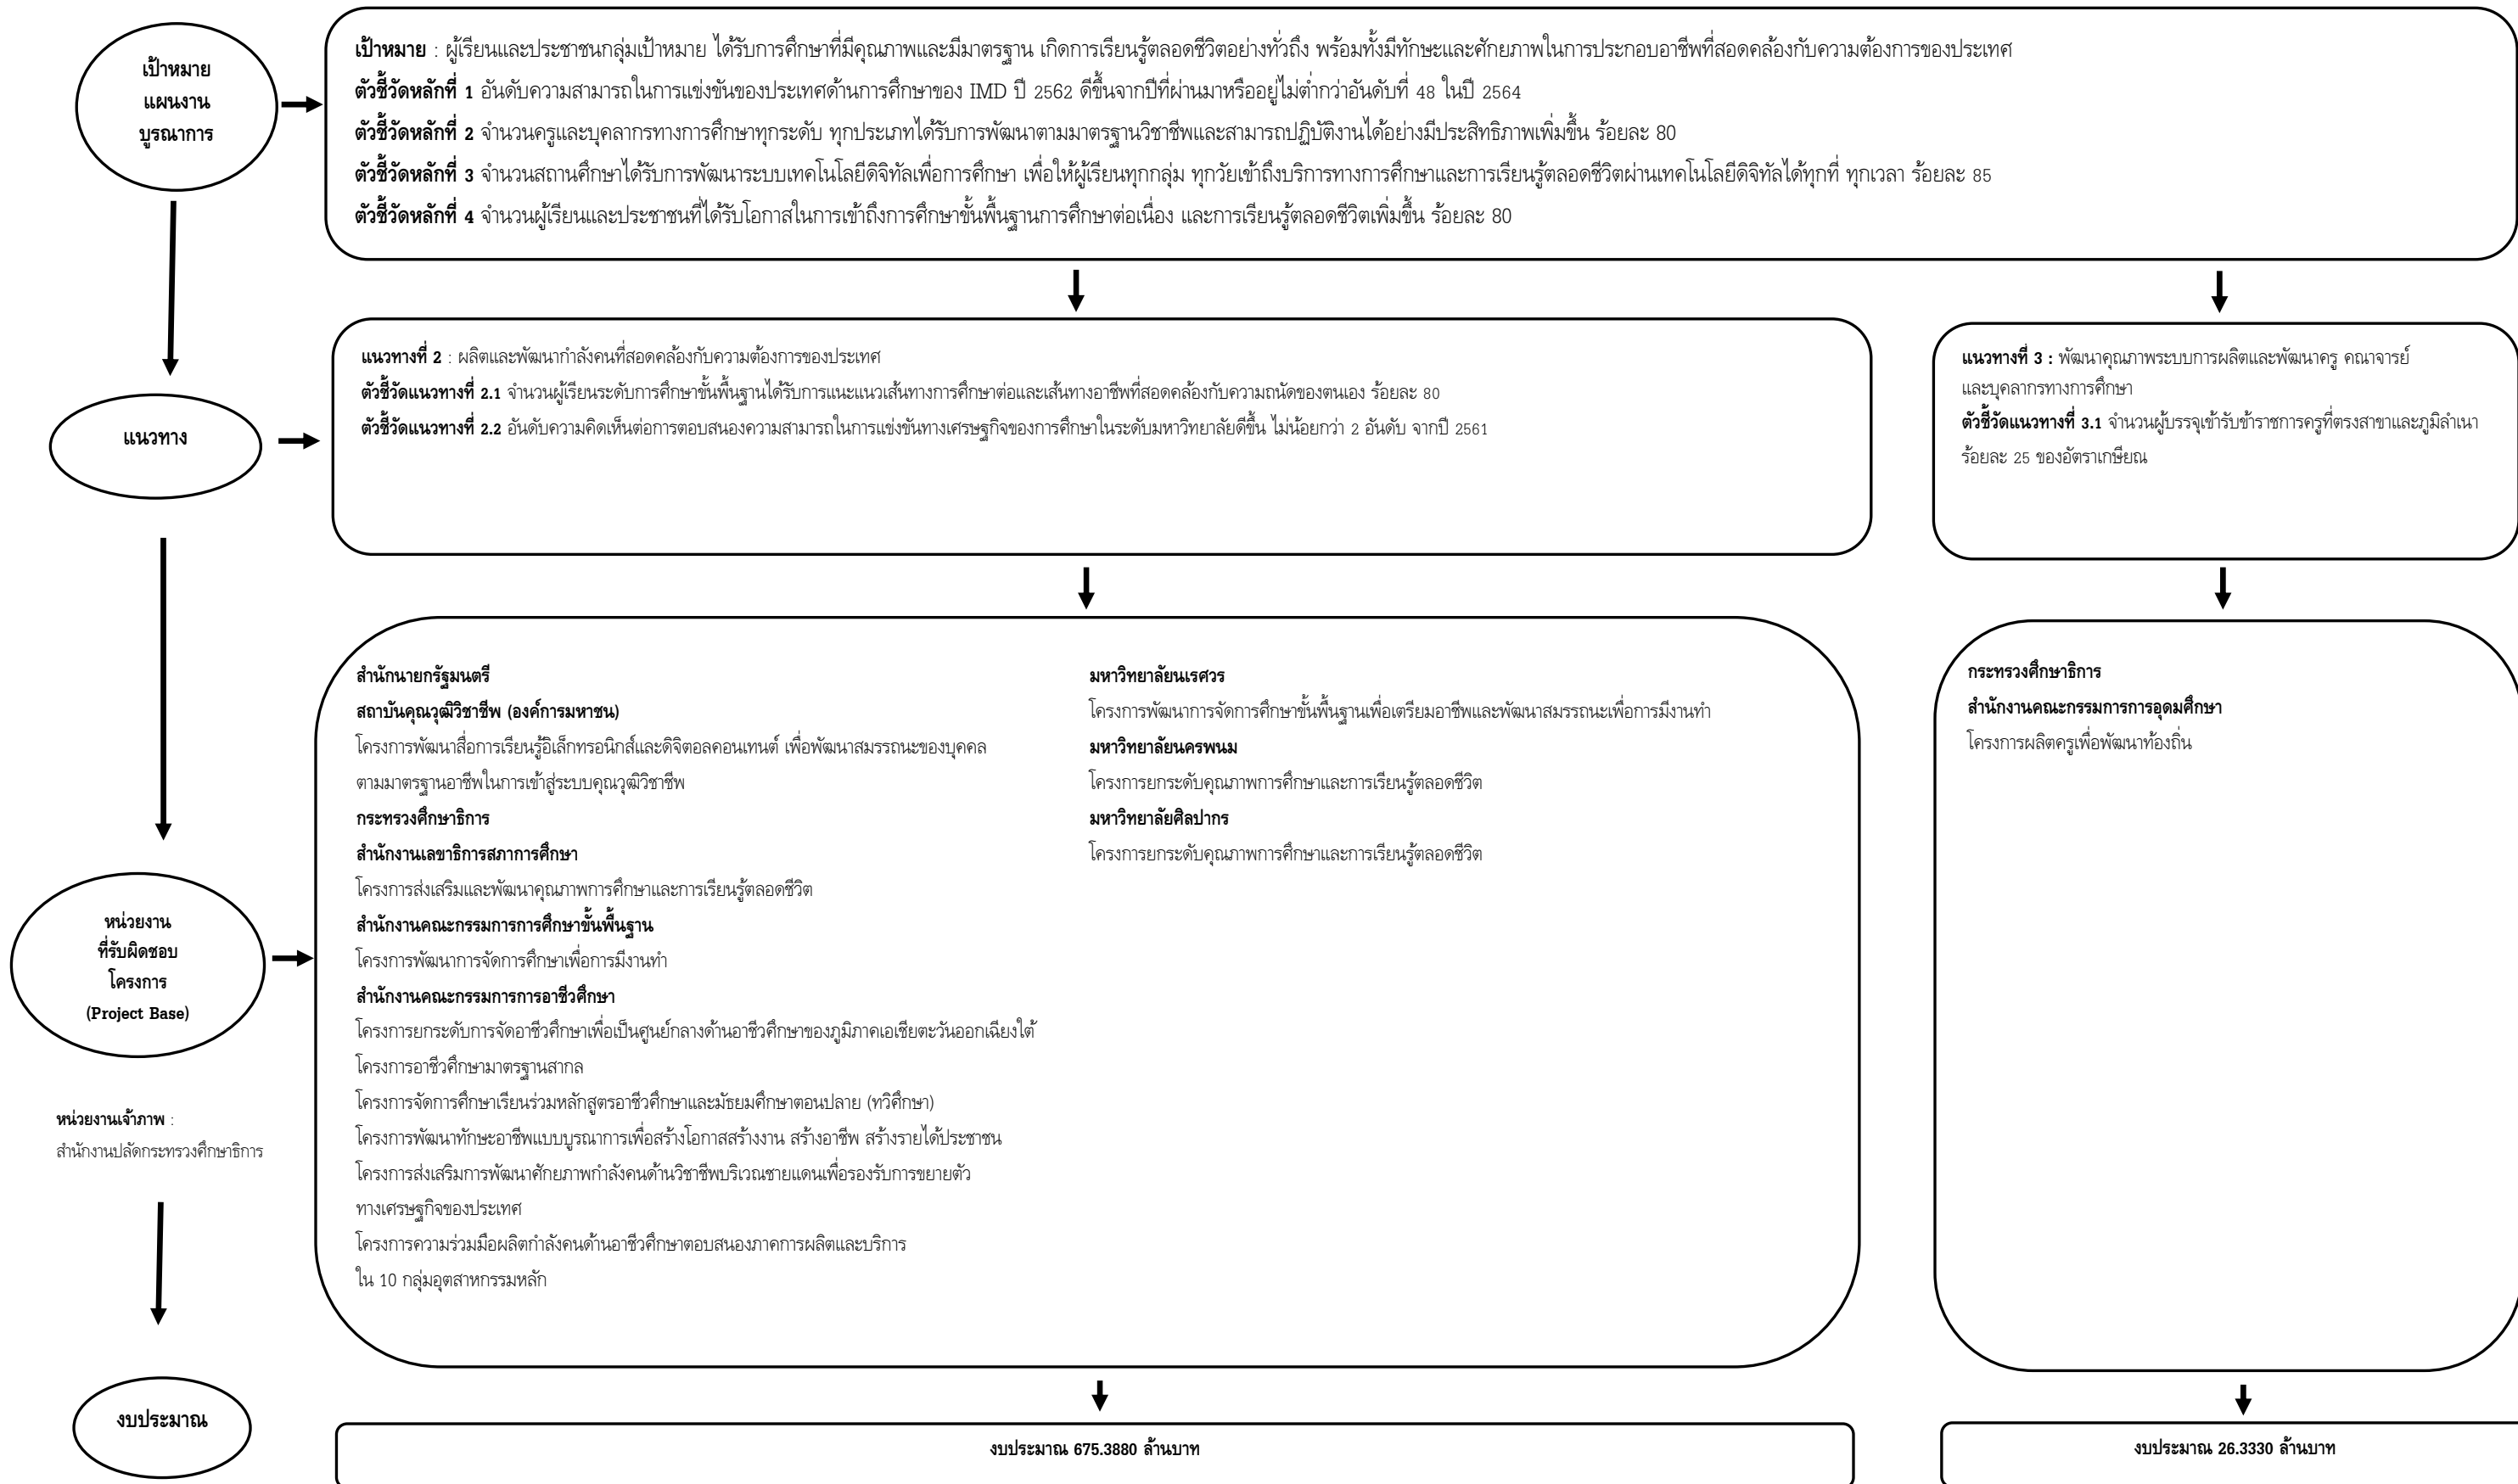 เป้าหมาย
แผนงาน
บูรณาการ
เป้าหมาย : ผู้เรียนและประชาชนกลุ่มเป้าหมาย ได้รับการศึกษาที่มีคุณภาพและมีมาตรฐาน เกิดการเรียนรู้ตลอดชีวิตอย่างทั่วถึง พร้อมทั้งมีทักษะและศักยภาพในการประกอบอาชีพที่สอดคล้องกับความต้องการของประเทศ
ตัวชี้วัดหลักที่ 1 อันดับความสามารถในการแข่งขันของประเทศด้านการศึกษาของ IMD ปี 2562 ดีขึ้นจากปีที่ผ่านมาหรืออยู่ไม่ต่ำกว่าอันดับที่ 48 ในปี 2564
ตัวชี้วัดหลักที่ 2 จำนวนครูและบุคลากรทางการศึกษาทุกระดับ ทุกประเภทได้รับการพัฒนาตามมาตรฐานวิชาชีพและสามารถปฏิบัติงานได้อย่างมีประสิทธิภาพเพิ่มขึ้น ร้อยละ 80
ตัวชี้วัดหลักที่ 3 จำนวนสถานศึกษาได้รับการพัฒนาระบบเทคโนโลยีดิจิทัลเพื่อการศึกษา เพื่อให้ผู้เรียนทุกกลุ่ม ทุกวัยเข้าถึงบริการทางการศึกษาและการเรียนรู้ตลอดชีวิตผ่านเทคโนโลยีดิจิทัลได้ทุกที่ ทุกเวลา ร้อยละ 85
ตัวชี้วัดหลักที่ 4 จำนวนผู้เรียนและประชาชนที่ได้รับโอกาสในการเข้าถึงการศึกษาขั้นพื้นฐานการศึกษาต่อเนื่อง และการเรียนรู้ตลอดชีวิตเพิ่มขึ้น ร้อยละ 80
แนวทาง
แนวทางที่ 2 : ผลิตและพัฒนากำลังคนที่สอดคล้องกับความต้องการของประเทศ
ตัวชี้วัดแนวทางที่ 2.1 จำนวนผู้เรียนระดับการศึกษาขั้นพื้นฐานได้รับการแนะแนวเส้นทางการศึกษาต่อและเส้นทางอาชีพที่สอดคล้องกับความถนัดของตนเอง ร้อยละ 80
ตัวชี้วัดแนวทางที่ 2.2 อันดับความคิดเห็นต่อการตอบสนองความสามารถในการแข่งขันทางเศรษฐกิจของการศึกษาในระดับมหาวิทยาลัยดีขึ้น ไม่น้อยกว่า 2 อันดับ จากปี 2561
แนวทางที่ 3 : พัฒนาคุณภาพระบบการผลิตและพัฒนาครู คณาจารย์
และบุคลากรทางการศึกษา
ตัวชี้วัดแนวทางที่ 3.1 จำนวนผู้บรรจุเข้ารับข้าราชการครูที่ตรงสาขาและภูมิลำเนา
ร้อยละ 25 ของอัตราเกษียณ
หน่วยงาน
ที่รับผิดชอบ
โครงการ
(Project Base)
หน่วยงานเจ้าภาพ :
สำนักงานปลัดกระทรวงศึกษาธิการ
สำนักนายกรัฐมนตรี
สถาบันคุณวุฒิวิชาชีพ (องค์การมหาชน)
โครงการพัฒนาสื่อการเรียนรู้อิเล็กทรอนิกส์และดิจิตอลคอนเทนต์ เพื่อพัฒนาสมรรถนะของบุคคล
ตามมาตรฐานอาชีพในการเข้าสู่ระบบคุณวุฒิวิชาชีพ
กระทรวงศึกษาธิการ
สำนักงานเลขาธิการสภาการศึกษา
โครงการส่งเสริมและพัฒนาคุณภาพการศึกษาและการเรียนรู้ตลอดชีวิต
สำนักงานคณะกรรมการการศึกษาขั้นพื้นฐาน
โครงการพัฒนาการจัดการศึกษาเพื่อการมีงานทำ
สำนักงานคณะกรรมการการอาชีวศึกษา
โครงการยกระดับการจัดอาชีวศึกษาเพื่อเป็นศูนย์กลางด้านอาชีวศึกษาของภูมิภาคเอเชียตะวันออกเฉียงใต้
โครงการอาชีวศึกษามาตรฐานสากล
โครงการจัดการศึกษาเรียนร่วมหลักสูตรอาชีวศึกษาและมัธยมศึกษาตอนปลาย (ทวิศึกษา)
โครงการพัฒนาทักษะอาชีพแบบบูรณาการเพื่อสร้างโอกาสสร้างงาน สร้างอาชีพ สร้างรายได้ประชาชน
โครงการส่งเสริมการพัฒนาศักยภาพกำลังคนด้านวิชาชีพบริเวณชายแดนเพื่อรองรับการขยายตัว
ทางเศรษฐกิจของประเทศ
โครงการความร่วมมือผลิตกำลังคนด้านอาชีวศึกษาตอบสนองภาคการผลิตและบริการ
ใน 10 กลุ่มอุตสาหกรรมหลัก
มหาวิทยาลัยนเรศวร
โครงการพัฒนาการจัดการศึกษาขั้นพื้นฐานเพื่อเตรียมอาชีพและพัฒนาสมรรถนะเพื่อการมีงานทำ
มหาวิทยาลัยนครพนม
โครงการยกระดับคุณภาพการศึกษาและการเรียนรู้ตลอดชีวิต
มหาวิทยาลัยศิลปากร
โครงการยกระดับคุณภาพการศึกษาและการเรียนรู้ตลอดชีวิต
กระทรวงศึกษาธิการ
สำนักงานคณะกรรมการการอุดมศึกษา
โครงการผลิตครูเพื่อพัฒนาท้องถิ่น
งบประมาณ
งบประมาณ 675.3880 ล้านบาท
งบประมาณ 26.3330 ล้านบาท